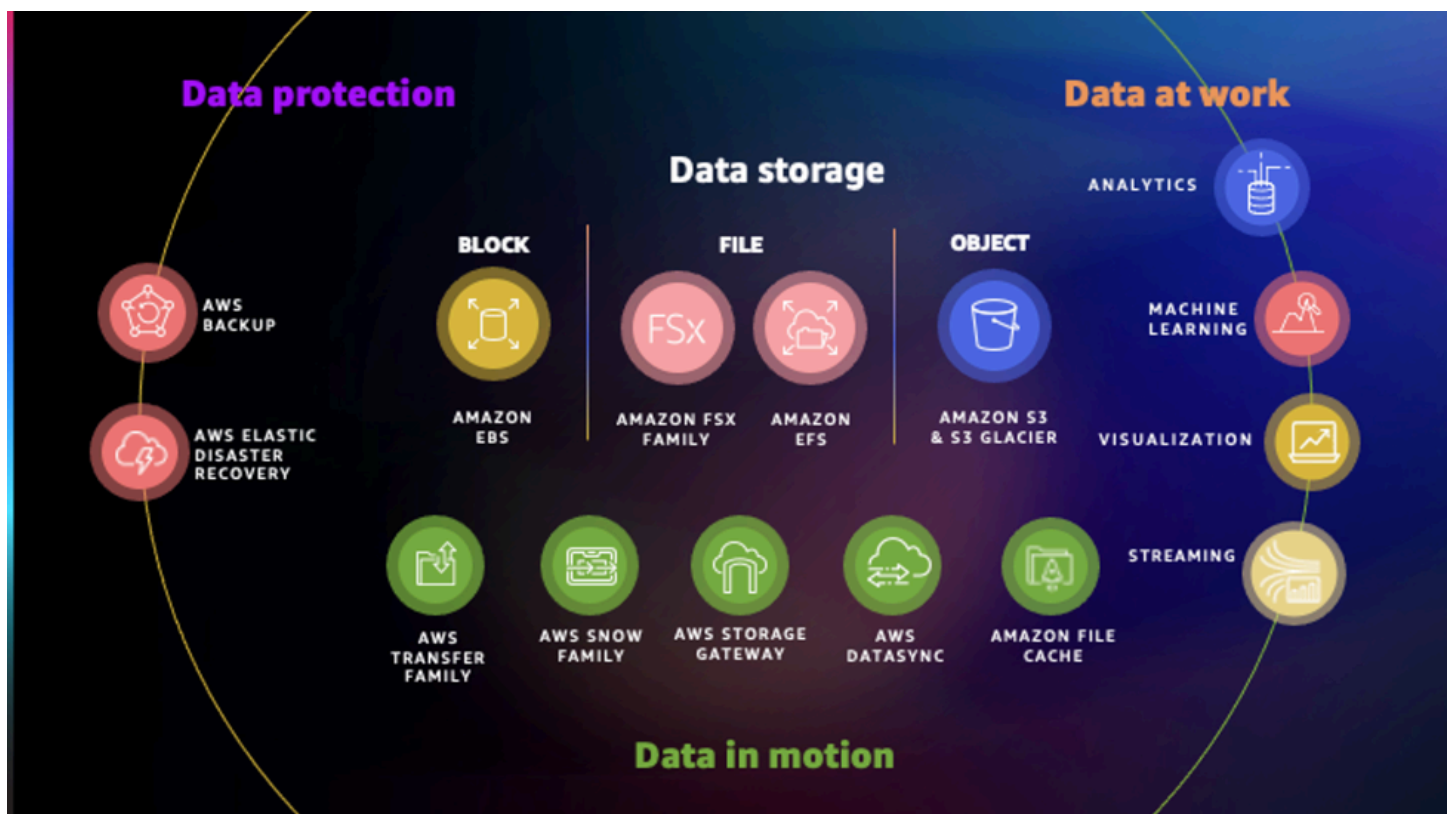 Data protection
Data at work
Data storage
ANALYTICS
BLOCK
FILE
OBJECT
AWS
BACKUP
FSx
MACHINE
LEARNING
AMAZON
EBS
AMAZON FSX
FAMILY
AMAZON
EFS
AMAZON S3
& S3 GLACIER
AWS ELASTIC
DISASTER
RECOVERY
VISUALIZATION
STREAMING
AWS
TRANSFER
FAMILY
AWS SNOW
FAMILY
AWS STORAGE
GATEWAY
AWS
DATASYNC
AMAZON FILE
CACHE
Data in motion